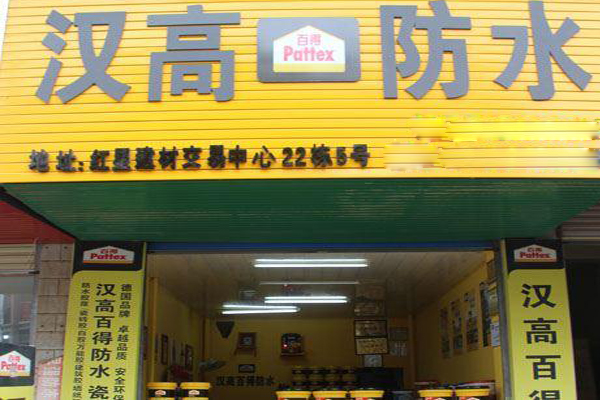 汉高 百得 Pattex 防水
地址:红星建材交易中心22栋5号
百得
Pattex
汉高百得防水 瓷
德国品牌 卓越品质 安全环保
百得
Pattex
汉高百得
汉高百得防水
百得
Pattex